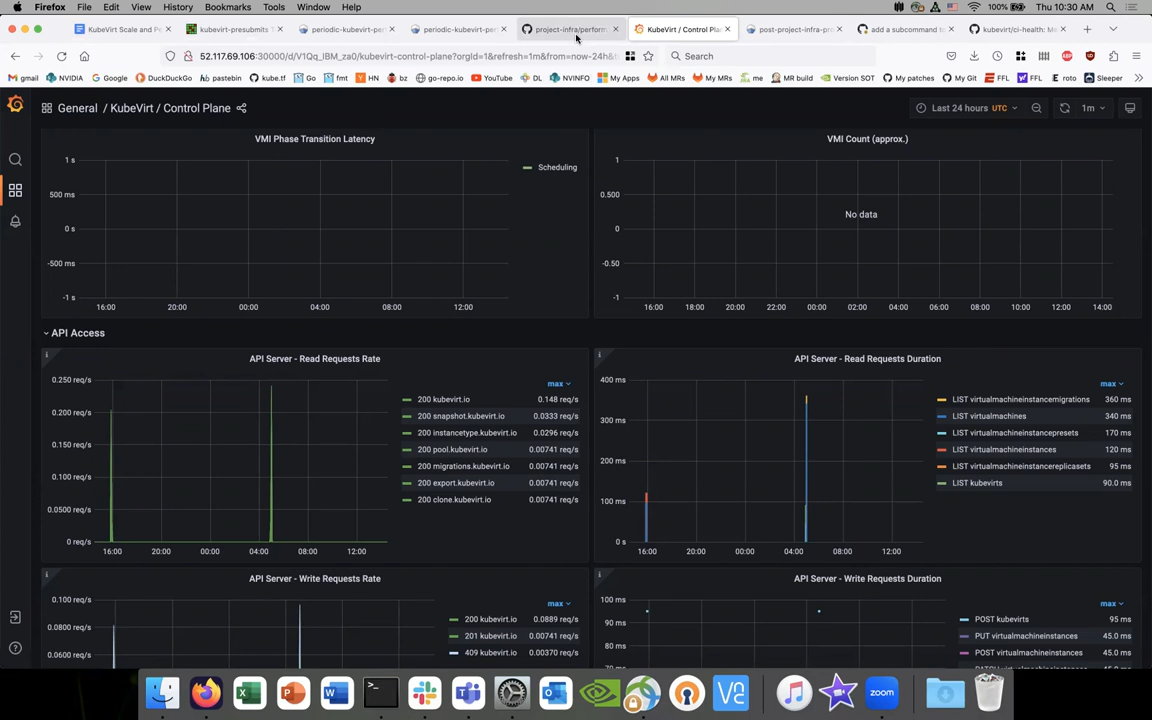 Firefox File Edit View History Bookmarks Tools Window Help 100% Thu Jan 5 10:30 AM
KubeVirt Scale and P
kubevirt-presubmits T
periodic-kubevirt-per
periodic-kubevirt-per
project-infra/perform
KubeVirt / Control Plan
post-project-infra-pro
add a subcommand to
kubevirt/ci-health: Me
52.117.69.106:30000/d/V1Qq_IBM_za0/kubevirt-control-plane?orgId=1&refresh=1m&from=now-24h&
Search
gmail NVIDIA Google DuckDuckGo pastebin kube.tf Go HN bz go-repo.io YouTube DL NVINFO My Apps All MRs My MRs MR build Version SOT My patches My Git FFL FFL roto Sleeper
General / KubeVirt / Control Plane
Last 24 hours UTC
1m
VMI Phase Transition Latency
1 s
500 ms
0 s
-500 ms
-1 s
16:00 20:00 00:00 04:00 08:00 12:00
Scheduling
VMI Count (approx.)
1
0.500
0
-0.50
-1
No data
16:00 18:00 20:00 22:00 00:00 02:00 04:00 06:00 08:00 10:00 12:00 14:00
API Access
API Server - Read Requests Rate
0.250 req/s
0.200 req/s
0.150 req/s
0.100 req/s
0.0500 req/s
0 req/s
16:00 20:00 00:00 04:00 08:00 12:00
max
200 kubevirt.io 0.148 req/s
200 snapshot.kubevirt.io 0.0333 req/s
200 instancetype.kubevirt.io 0.0296 req/s
200 pool.kubevirt.io 0.00741 req/s
200 migrations.kubevirt.io 0.00741 req/s
200 export.kubevirt.io 0.00741 req/s
200 clone.kubevirt.io 0.00741 req/s
API Server - Read Requests Duration
400 ms
300 ms
200 ms
100 ms
0 s
16:00 20:00 00:00 04:00 08:00 12:00
max
LIST virtualmachineinstancemigrations 360 ms
LIST virtualmachines 340 ms
LIST virtualmachineinstancepresets 170 ms
LIST virtualmachineinstances 120 ms
LIST virtualmachineinstancereplicasets 95 ms
LIST kubevirts 90.0 ms
API Server - Write Requests Rate
0.100 req/s
0.0800 req/s
0.0600 req/s
max
200 kubevirt.io 0.0889 req/s
201 kubevirt.io 0.00741 req/s
409 kubevirt.io 0.00370 req/s
API Server - Write Requests Duration
100 ms
90 ms
80 ms
max
POST kubevirts 95 ms
PUT virtualmachineinstances 45.0 ms
POST virtualmachineinstances 45.0 ms
zoom